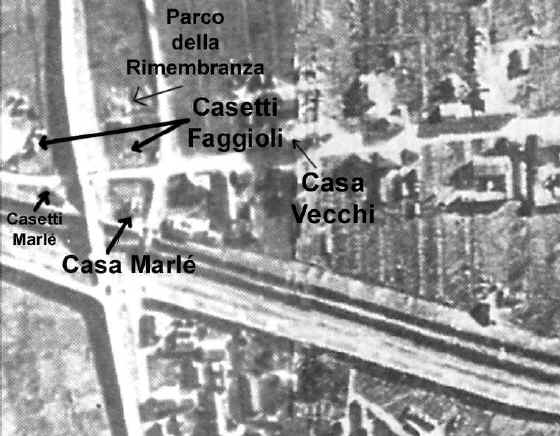 Parco
della
Rimembranza
Casetti
Faggioli
Casa
Vecchi
Casetti
Marlé
Casa Marlé